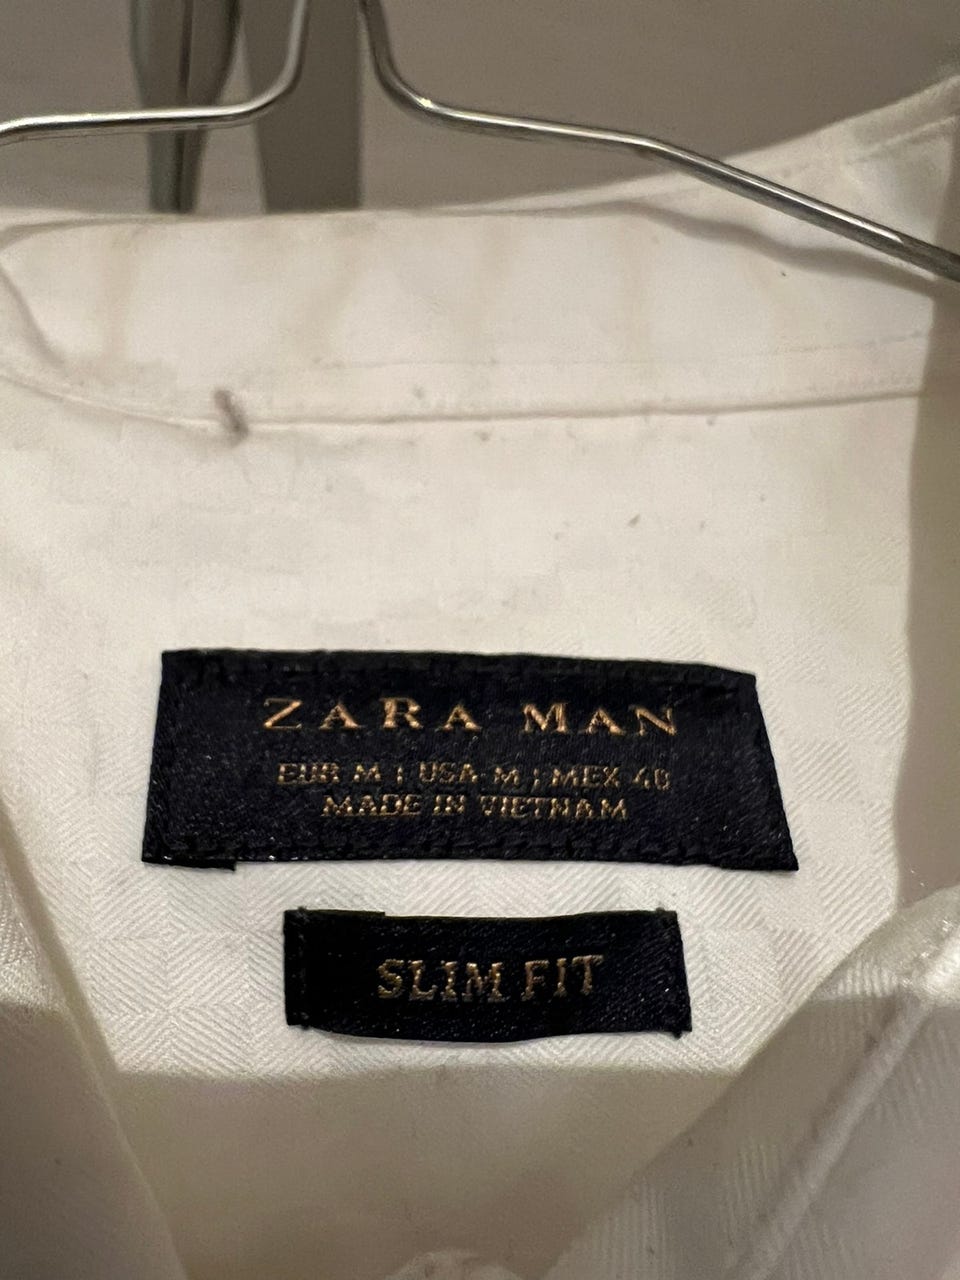 ZARA MAN
EUR M | USA M | MEX 40
MADE IN VIETNAM
SLIM FIT